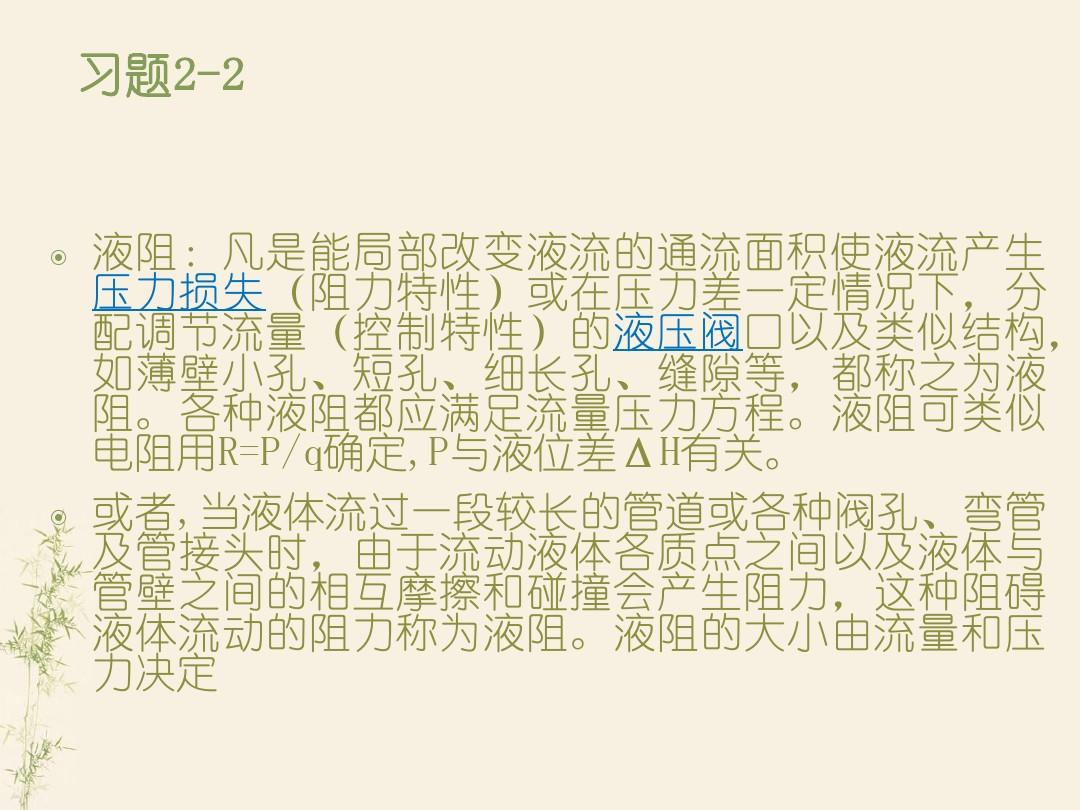 习题2-2
液阻：凡是能局部改变液流的通流面积使液流产生
压力损失（阻力特性）或在压力差一定情况下，分
配调节流量（控制特性）的液压阀口以及类似结构，
如薄壁小孔、短孔、细长孔、缝隙等，都称之为液
阻。各种液阻都应满足流量压力方程。液阻可类似
电阻用R=P/q确定,P与液位差ΔH有关。
或者,当液体流过一段较长的管道或各种阀孔、弯管
及管接头时，由于流动液体各质点之间以及液体与
管壁之间的相互摩擦和碰撞会产生阻力，这种阻碍
液体流动的阻力称为液阻。液阻的大小由流量和压
力决定